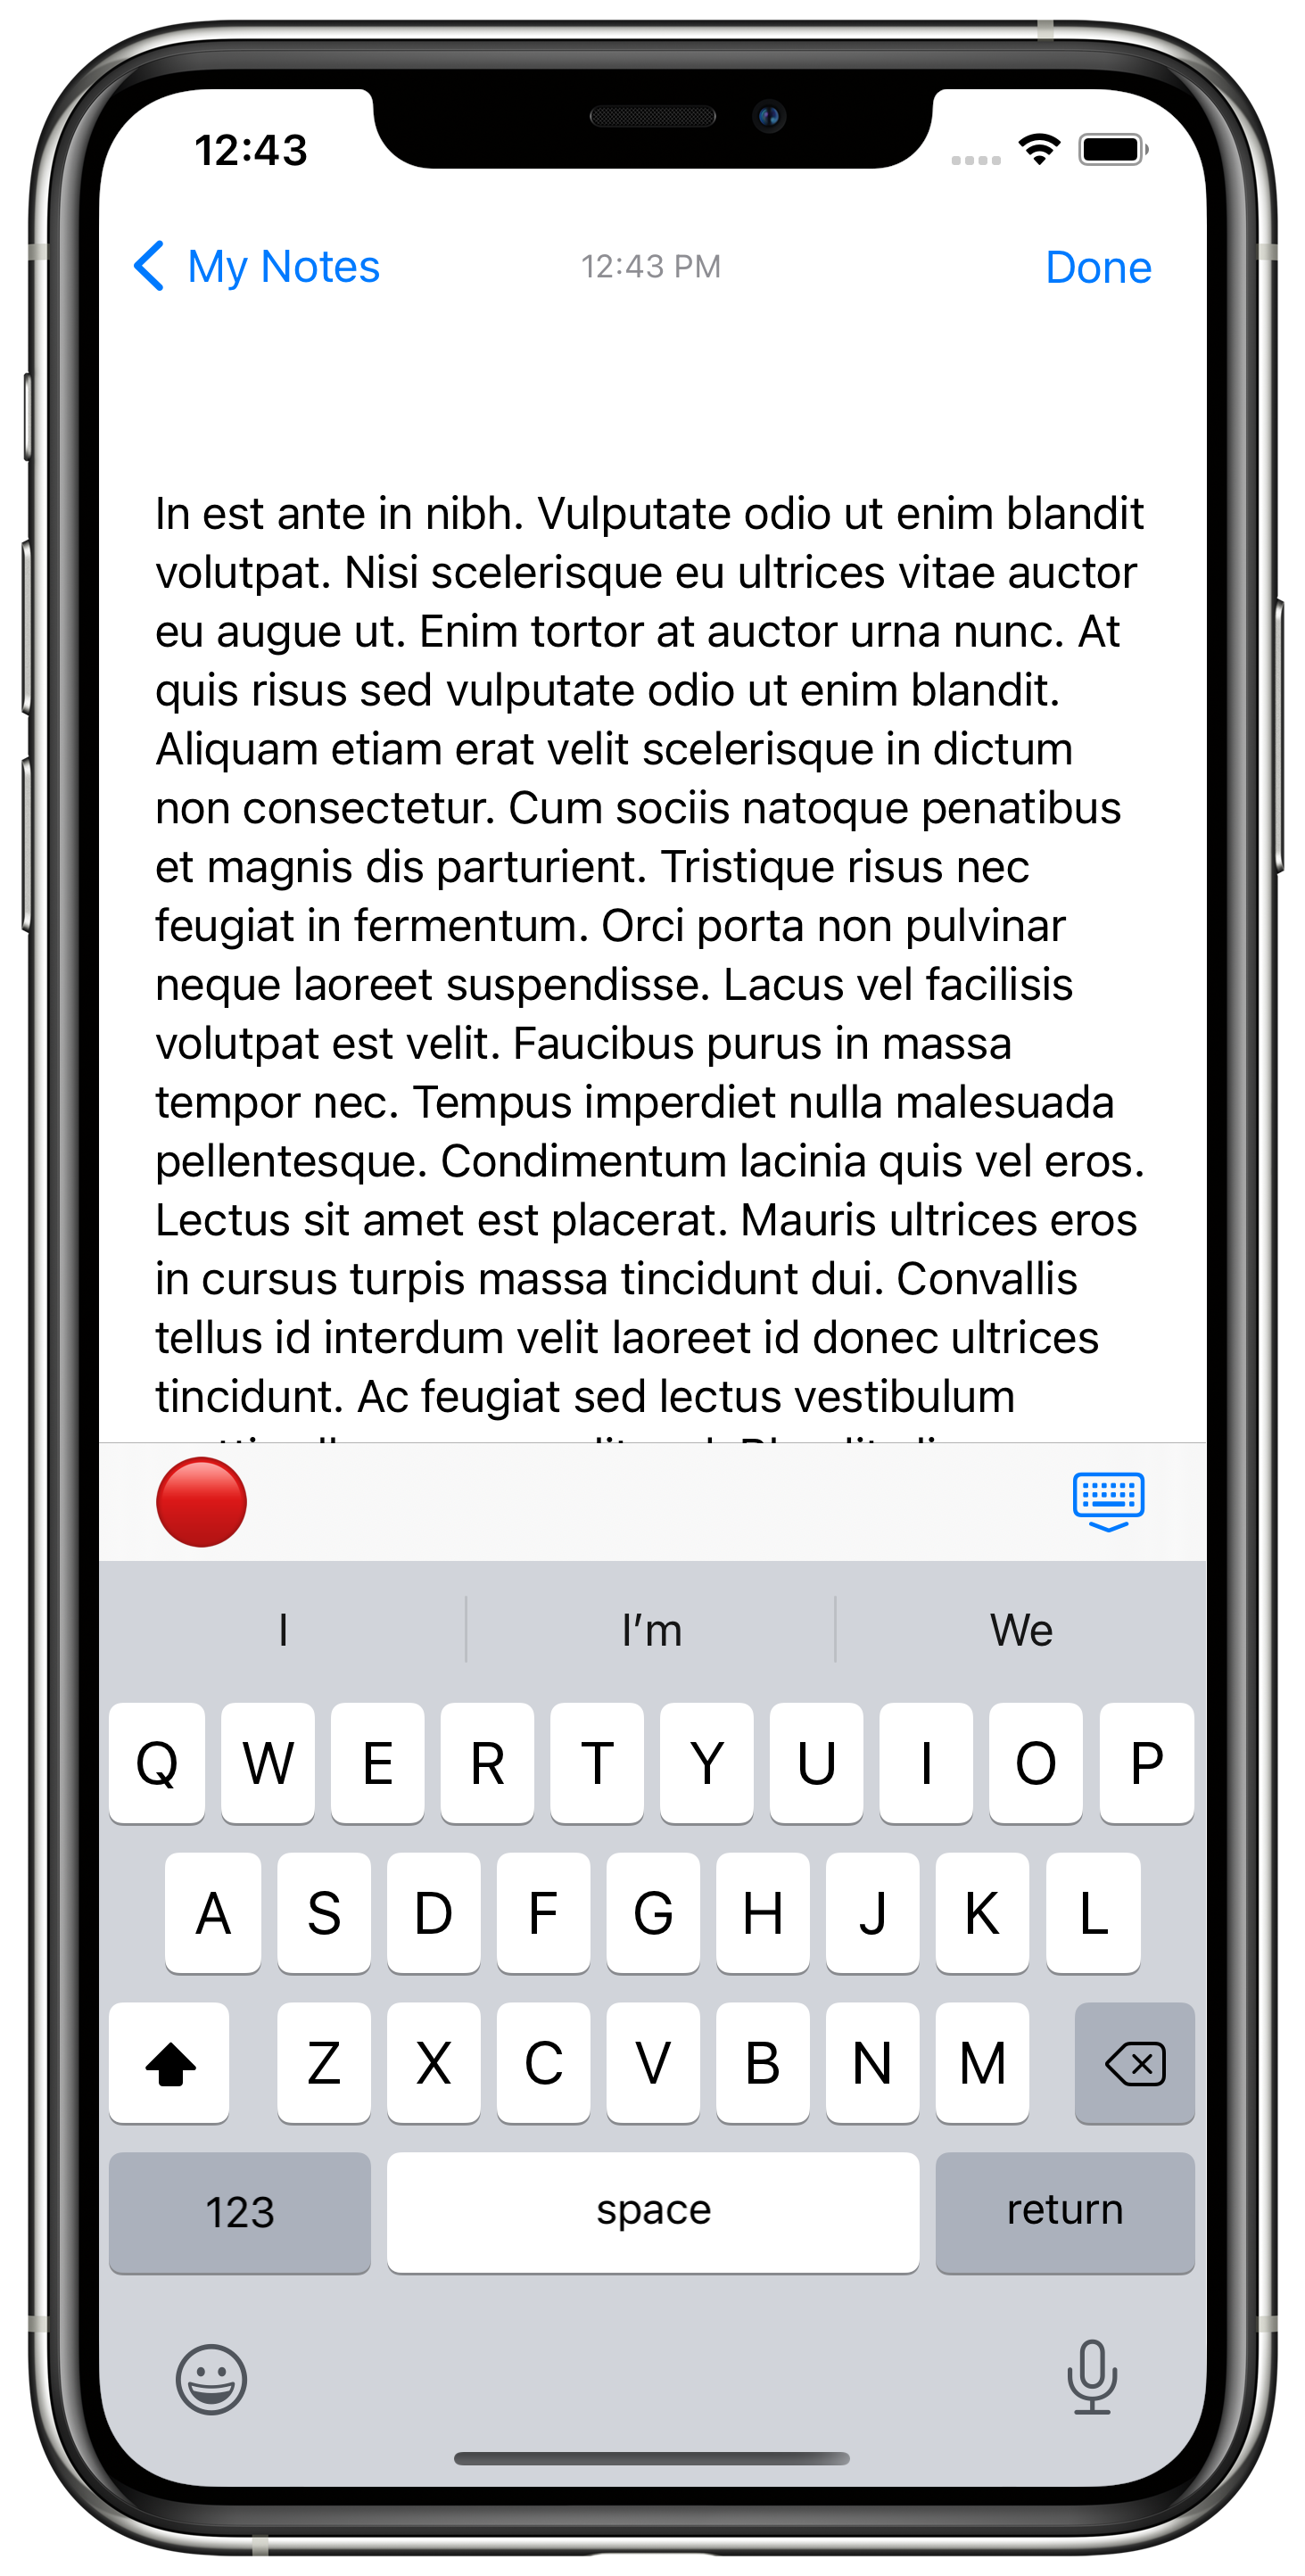 12:43
My Notes
12:43 PM
Done
In est ante in nibh. Vulputate odio ut enim blandit
volutpat. Nisi scelerisque eu ultrices vitae auctor
eu augue ut. Enim tortor at auctor urna nunc. At
quis risus sed vulputate odio ut enim blandit.
Aliquam etiam erat velit scelerisque in dictum
non consectetur. Cum sociis natoque penatibus
et magnis dis parturient. Tristique risus nec
feugiat in fermentum. Orci porta non pulvinar
neque laoreet suspendisse. Lacus vel facilisis
volutpat est velit. Faucibus purus in massa
tempor nec. Tempus imperdiet nulla malesuada
pellentesque. Condimentum lacinia quis vel eros.
Lectus sit amet est placerat. Mauris ultrices eros
in cursus turpis massa tincidunt dui. Convallis
tellus id interdum velit laoreet id donec ultrices
tincidunt. Ac feugiat sed lectus vestibulum
I I’m We
Q W E R T Y U I O P
A S D F G H J K L
Z X C V B N M
123 space return